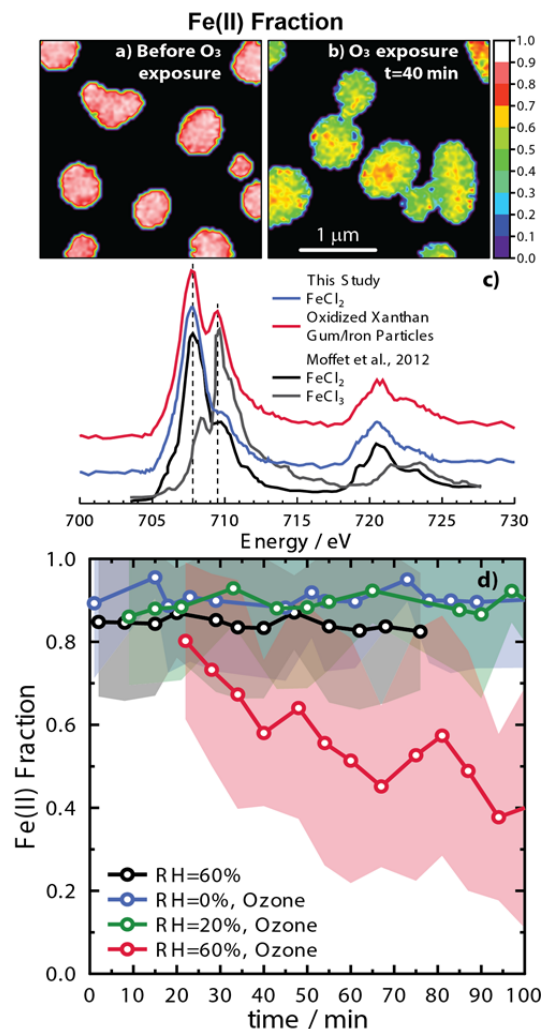 Fe(II) Fraction
a) Before O₃
exposure
b) O₃ exposure
t=40 min
1 μm
1.0
0.9
0.8
0.7
0.6
0.5
0.4
0.3
0.2
0.1
0.0
c)
This Study
FeCl₂
Oxidized Xanthan
Gum/Iron Particles
Moffet et al., 2012
FeCl₂
FeCl₃
700 705 710 715 720 730
Energy / eV
d)
1.0
0.8
0.6
0.4
0.2
0.0
Fe(II) Fraction
RH=60%
RH=0%, Ozone
RH=20%, Ozone
RH=60%, Ozone
0 10 20 30 40 50 60 70 80 90 100
time / min